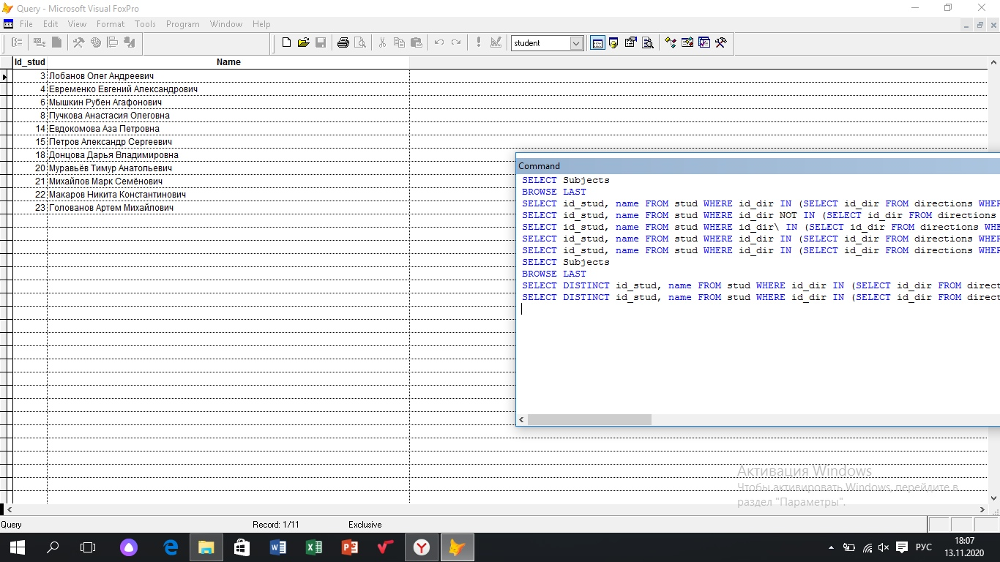 Query - Microsoft Visual FoxPro
File Edit View Format Tools Program Window Help
student
Id_stud Name
3 Лобанов Олег Андреевич
4 Евременко Евгений Александрович
6 Мышкин Рубен Агафонович
8 Пучкова Анастасия Олеговна
14 Евдокомова Аза Петровна
15 Петров Александр Сергеевич
18 Донцова Дарья Владимировна
20 Муравьёв Тимур Анатольевич
21 Михайлов Марк Семёнович
22 Макаров Никита Константинович
23 Голованов Артем Михайлович
Command
SELECT Subjects
BROWSE LAST
SELECT id_stud, name FROM stud WHERE id_dir IN (SELECT id_dir FROM directions WHER
SELECT id_stud, name FROM stud WHERE id_dir NOT IN (SELECT id_dir FROM directions
SELECT id_stud, name FROM stud WHERE id_dir\ IN (SELECT id_dir FROM directions WHE
SELECT id_stud, name FROM stud WHERE id_dir IN (SELECT id_dir FROM directions WHER
SELECT id_stud, name FROM stud WHERE id_dir IN (SELECT id_dir FROM directions WHER
SELECT Subjects
BROWSE LAST
SELECT DISTINCT id_stud, name FROM stud WHERE id_dir IN (SELECT id_dir FROM direct
SELECT DISTINCT id_stud, name FROM stud WHERE id_dir IN (SELECT id_dir FROM direct
Активация Windows
Чтобы активировать Windows, перейдите в
раздел "Параметры".
Query Record: 1/11 Exclusive
РУС
18:07
13.11.2020